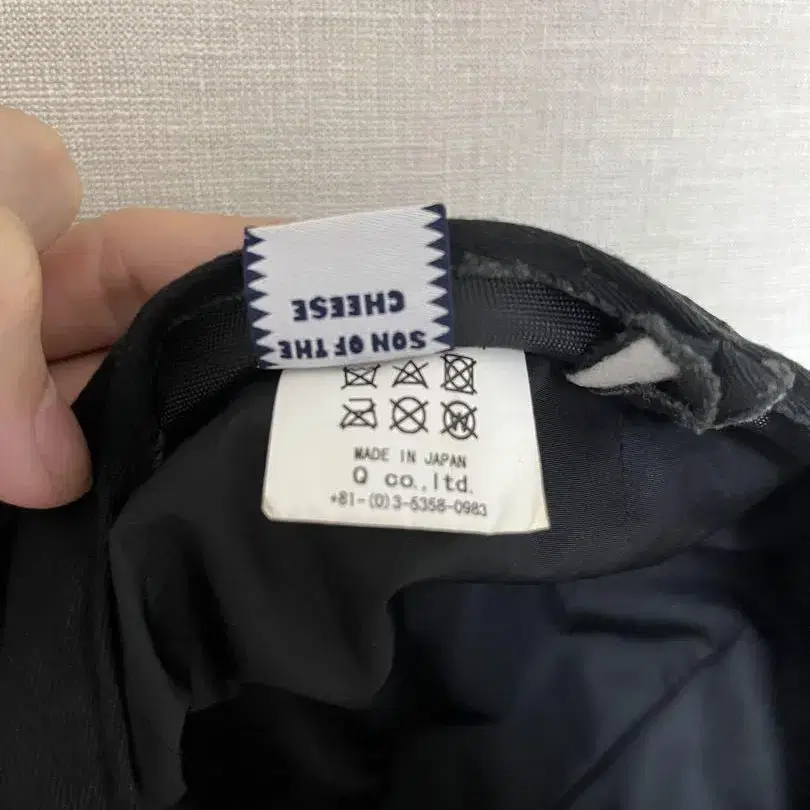 SON OF THE
CHEESE
MADE IN JAPAN
Q co.,ltd.
+81-(0)3-5358-0983